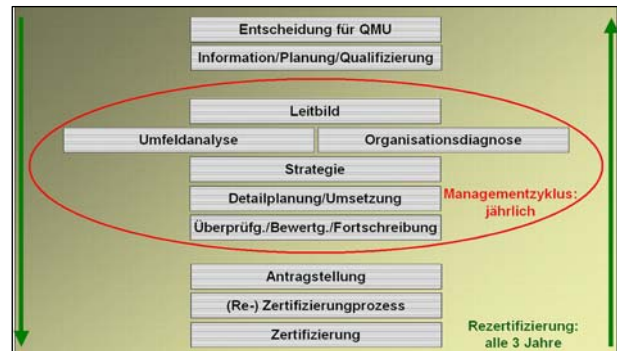 Entscheidung für QMU
Information/Planung/Qualifizierung
Leitbild
Umfeldanalyse
Organisationsdiagnose
Strategie
Detailplanung/Umsetzung
Managementzyklus:
jährlich
Überprüfg./Bewertg./Fortschreibung
Antragstellung
(Re-) Zertifizierungprozess
Zertifizierung
Rezertifizierung:
alle 3 Jahre